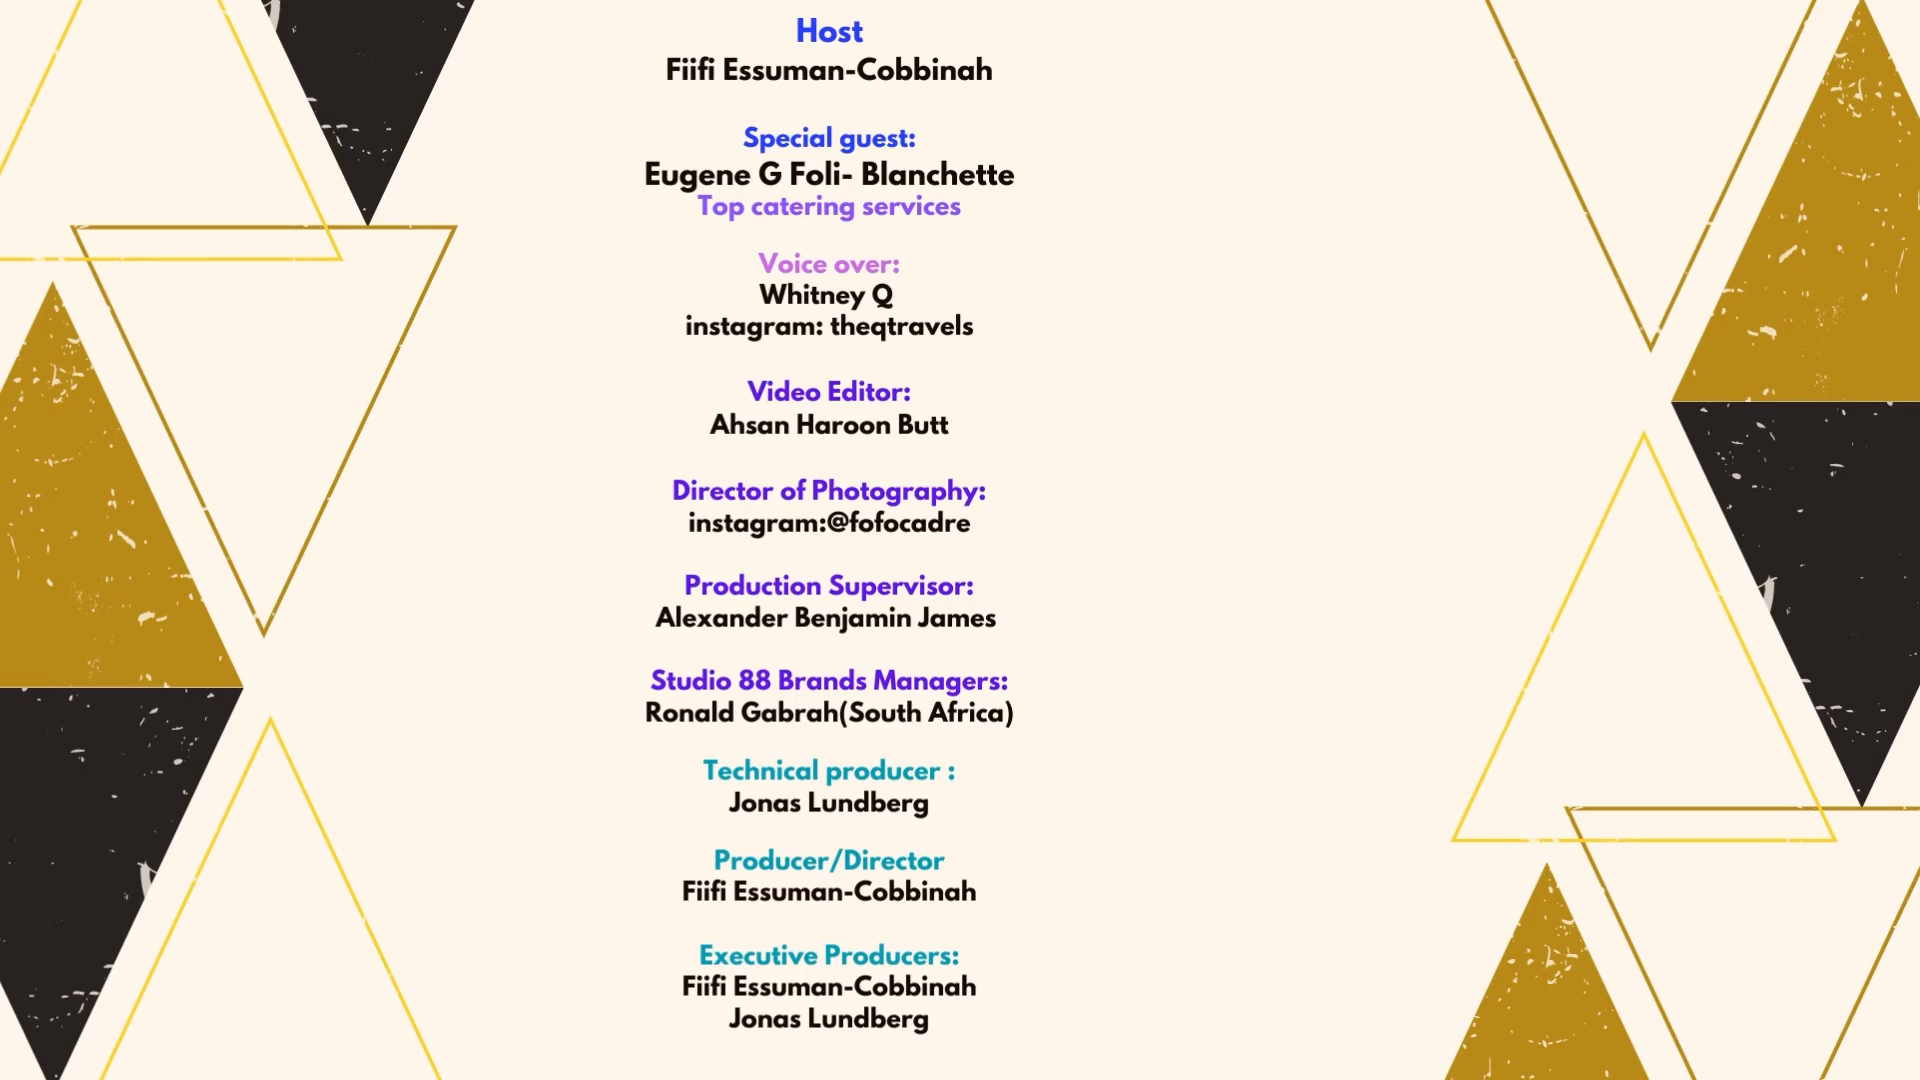 Host
Fiifi Essuman-Cobbinah
Special guest:
Eugene G Foli- Blanchette
Top catering services
Voice over:
Whitney Q
instagram: theqtravels
Video Editor:
Ahsan Haroon Butt
Director of Photography:
instagram:@fofocadre
Production Supervisor:
Alexander Benjamin James
Studio 88 Brands Managers:
Ronald Gabrah(South Africa)
Technical producer :
Jonas Lundberg
Producer/Director
Fiifi Essuman-Cobbinah
Executive Producers:
Fiifi Essuman-Cobbinah
Jonas Lundberg